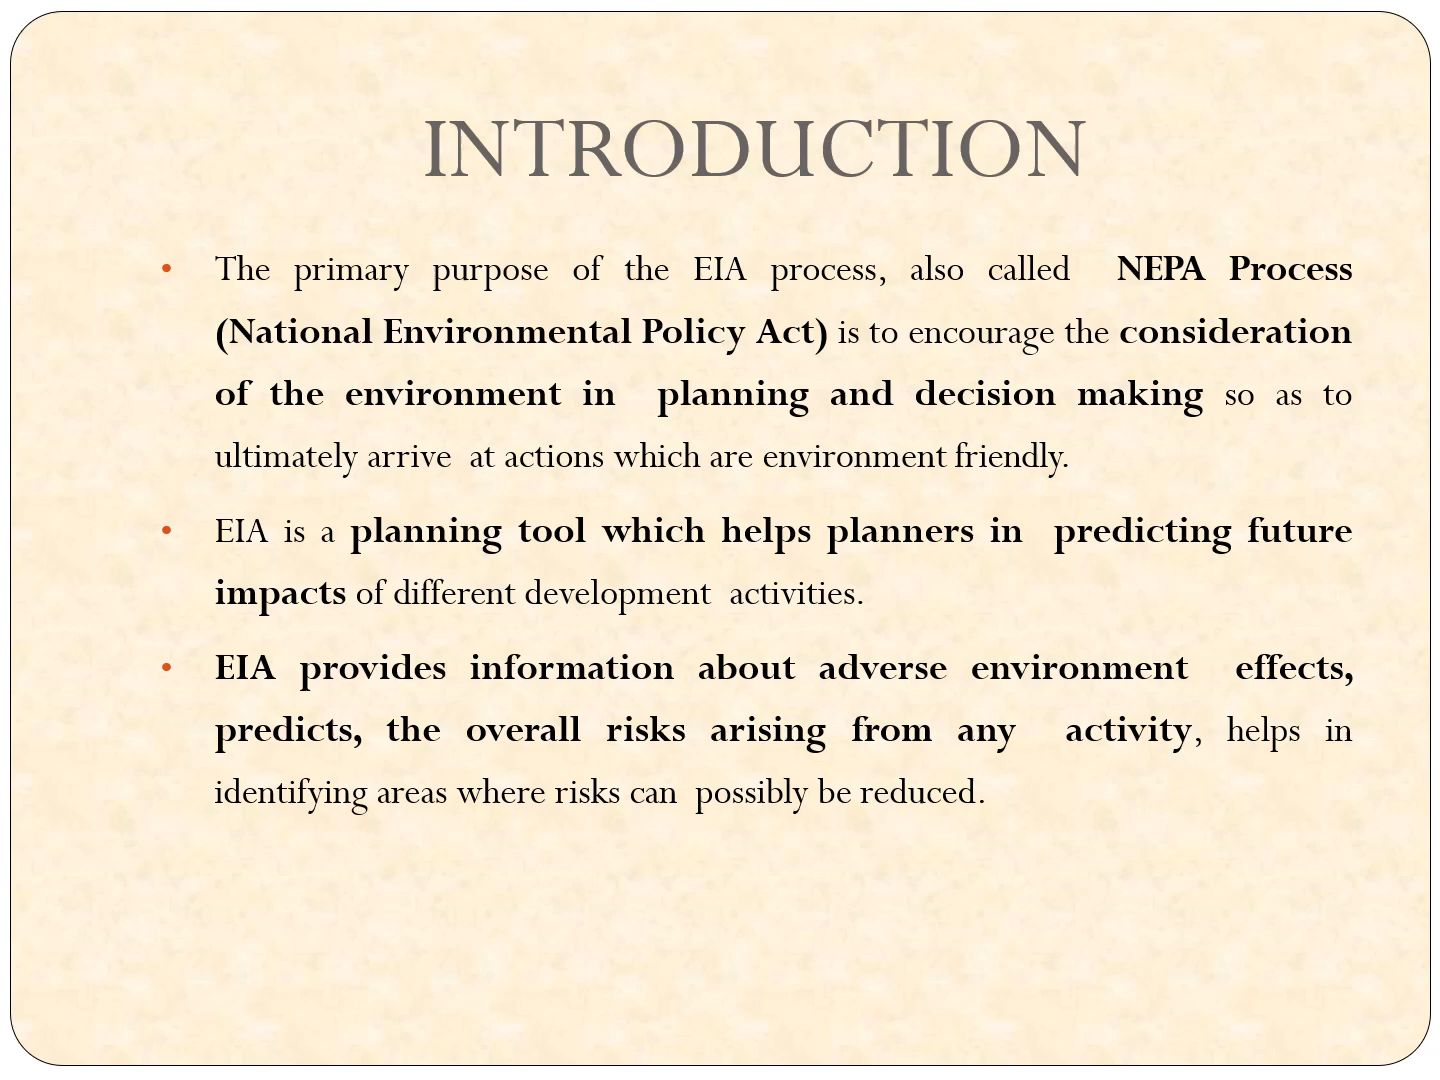 INTRODUCTION
• The primary purpose of the EIA process, also called NEPA Process
(National Environmental Policy Act) is to encourage the consideration
of the environment in planning and decision making so as to
ultimately arrive at actions which are environment friendly.
• EIA is a planning tool which helps planners in predicting future
impacts of different development activities.
• EIA provides information about adverse environment effects,
predicts, the overall risks arising from any activity, helps in
identifying areas where risks can possibly be reduced.